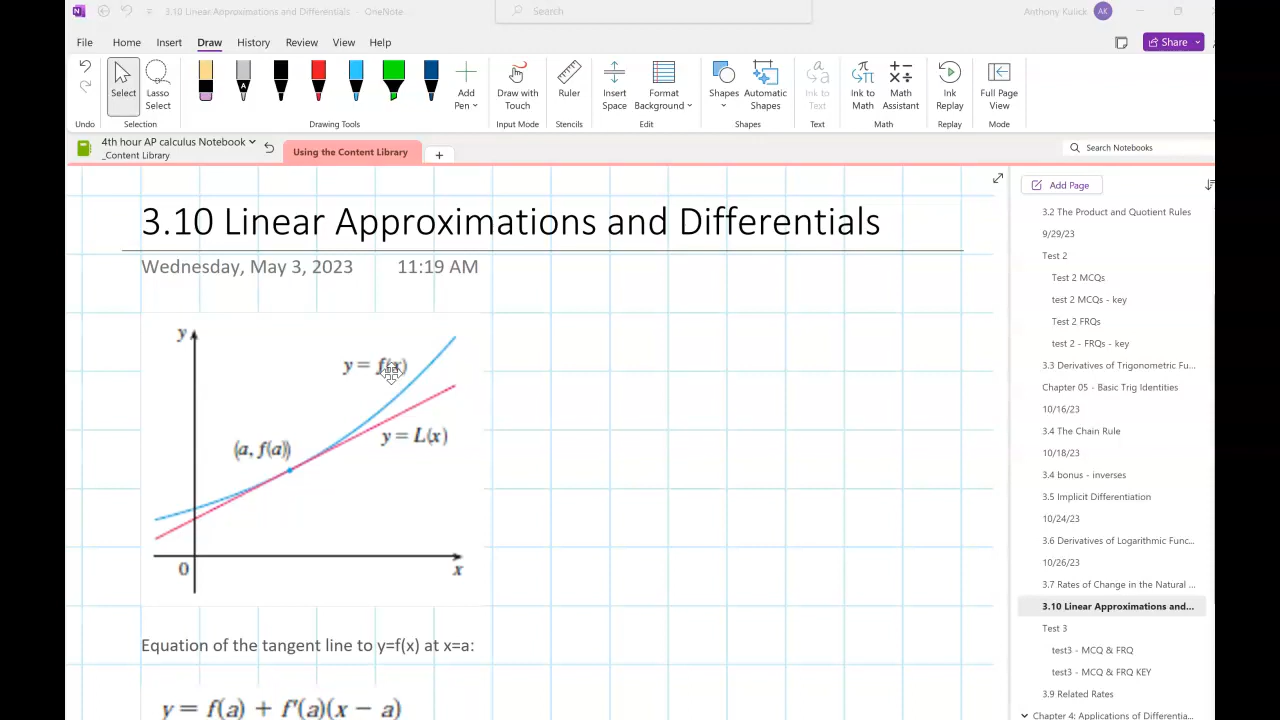 3.10 Linear Approximations and Differentials - OneNote
Search
Anthony Kulick
AK
File Home Insert Draw History Review View Help
Share
Select
Lasso Select
Add Pen
Draw with Touch
Ruler
Insert Space
Format Background
Shapes
Automatic Shapes
Ink to Text
Ink to Math
Math Assistant
Ink Replay
Full Page View
Undo Selection Drawing Tools Input Mode Stencils Edit Shapes Text Math Replay Mode
4th hour AP calculus Notebook
_Content Library
Using the Content Library
+
Search Notebooks
3.10 Linear Approximations and Differentials
Wednesday, May 3, 2023 11:19 AM
y
y = f(x)
(a, f(a))
y = L(x)
0
x
Equation of the tangent line to y=f(x) at x=a:
y = f(a) + f'(a)(x − a)
Add Page
3.2 The Product and Quotient Rules
9/29/23
Test 2
Test 2 MCQs
test 2 MCQs - key
Test 2 FRQs
test 2 - FRQs - key
3.3 Derivatives of Trigonometric Fu...
Chapter 05 - Basic Trig Identities
10/16/23
3.4 The Chain Rule
10/18/23
3.4 bonus - inverses
3.5 Implicit Differentiation
10/24/23
3.6 Derivatives of Logarithmic Func...
10/26/23
3.7 Rates of Change in the Natural ...
3.10 Linear Approximations and...
Test 3
test3 - MCQ & FRQ
test3 - MCQ & FRQ KEY
3.9 Related Rates
Chapter 4: Applications of Differentia...